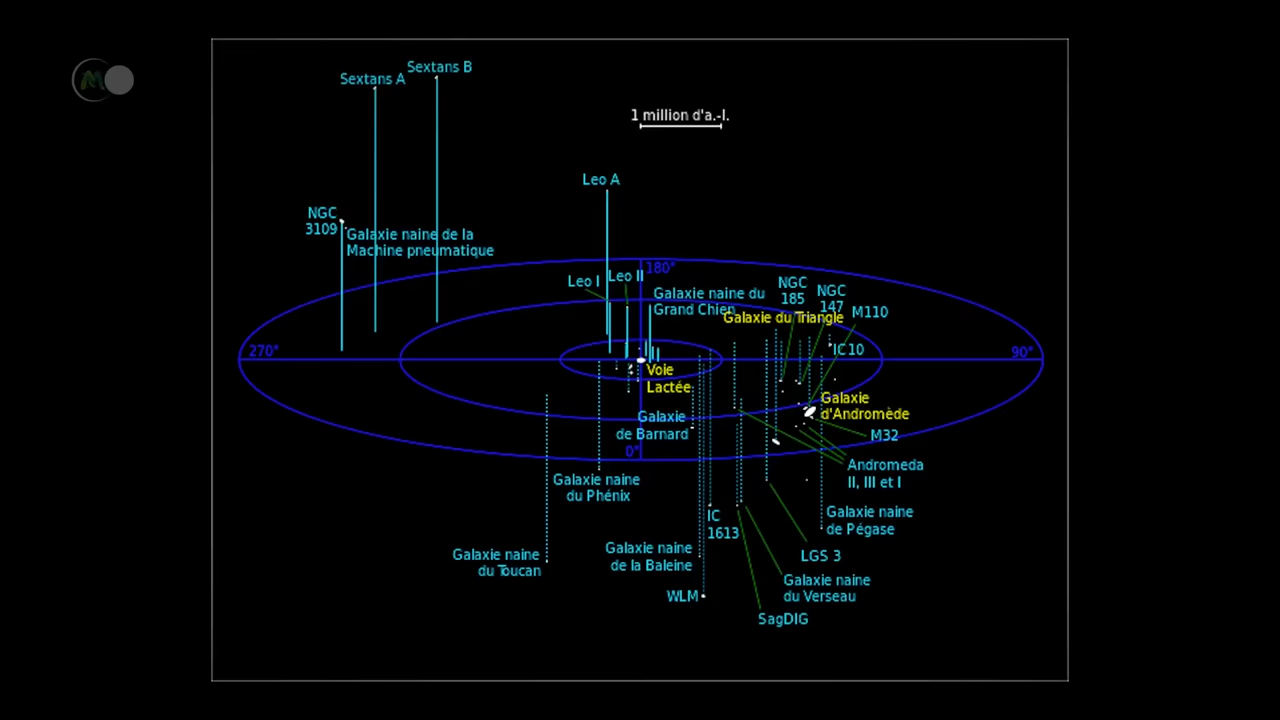 Sextans A
Sextans B
1 million d'a.-l.
Leo A
NGC
3109
Galaxie naine de la
Machine pneumatique
180°
Leo I
Leo II
Galaxie naine du
Grand Chien
NGC
185
NGC
147
M110
Galaxie du Triangle
270°
90°
IC 10
Voie
Lactée
Galaxie
d'Andromède
Galaxie
de Barnard
M32
0°
Andromeda
II, III et I
Galaxie naine
du Phénix
IC
1613
Galaxie naine
de Pégase
Galaxie naine
du Toucan
Galaxie naine
de la Baleine
LGS 3
Galaxie naine
du Verseau
WLM
SagDIG